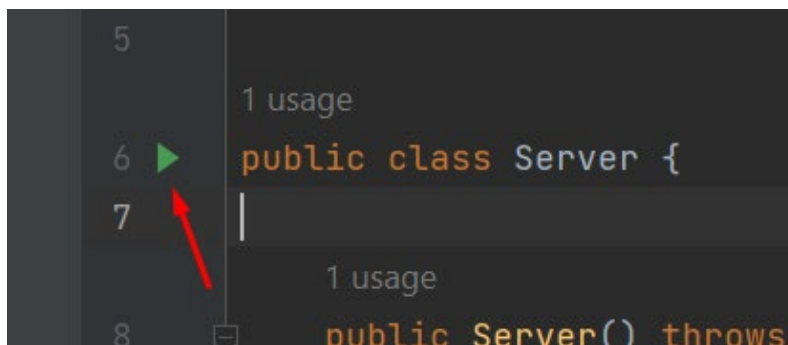 5
1 usage
6 public class Server {
7
1 usage
8 public Server() throws